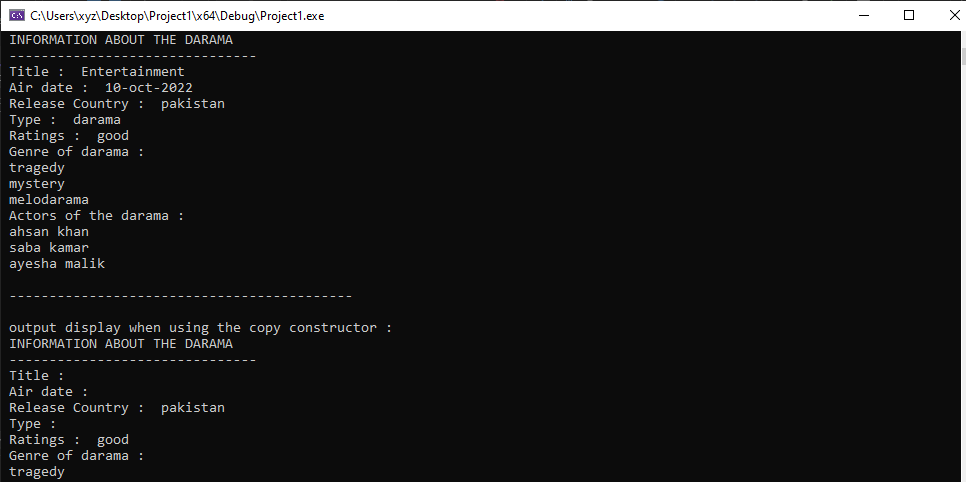 C:\Users\xyz\Desktop\Project1\x64\Debug\Project1.exe
INFORMATION ABOUT THE DARAMA
-------------------------------
Title :  Entertainment
Air date :  10-oct-2022
Release Country :  pakistan
Type :  darama
Ratings :  good
Genre of darama :
tragedy
mystery
melodarama
Actors of the darama :
ahsan khan
saba kamar
ayesha malik
-------------------------------------------
output display when using the copy constructor :
INFORMATION ABOUT THE DARAMA
-------------------------------
Title :
Air date :
Release Country :  pakistan
Type :
Ratings :  good
Genre of darama :
tragedy